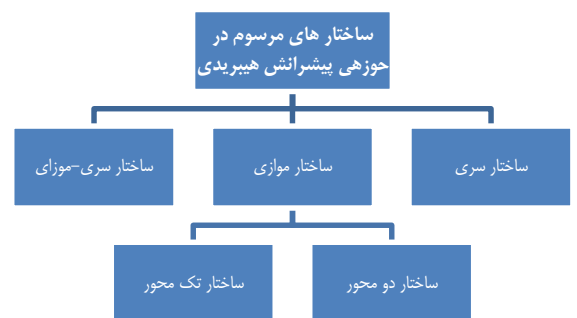 ساختار های مرسوم در
حوزهی پیشرانش هیبریدی
ساختار سری
ساختار موازی
ساختار سری-موزای
ساختار دو محور
ساختار تک محور